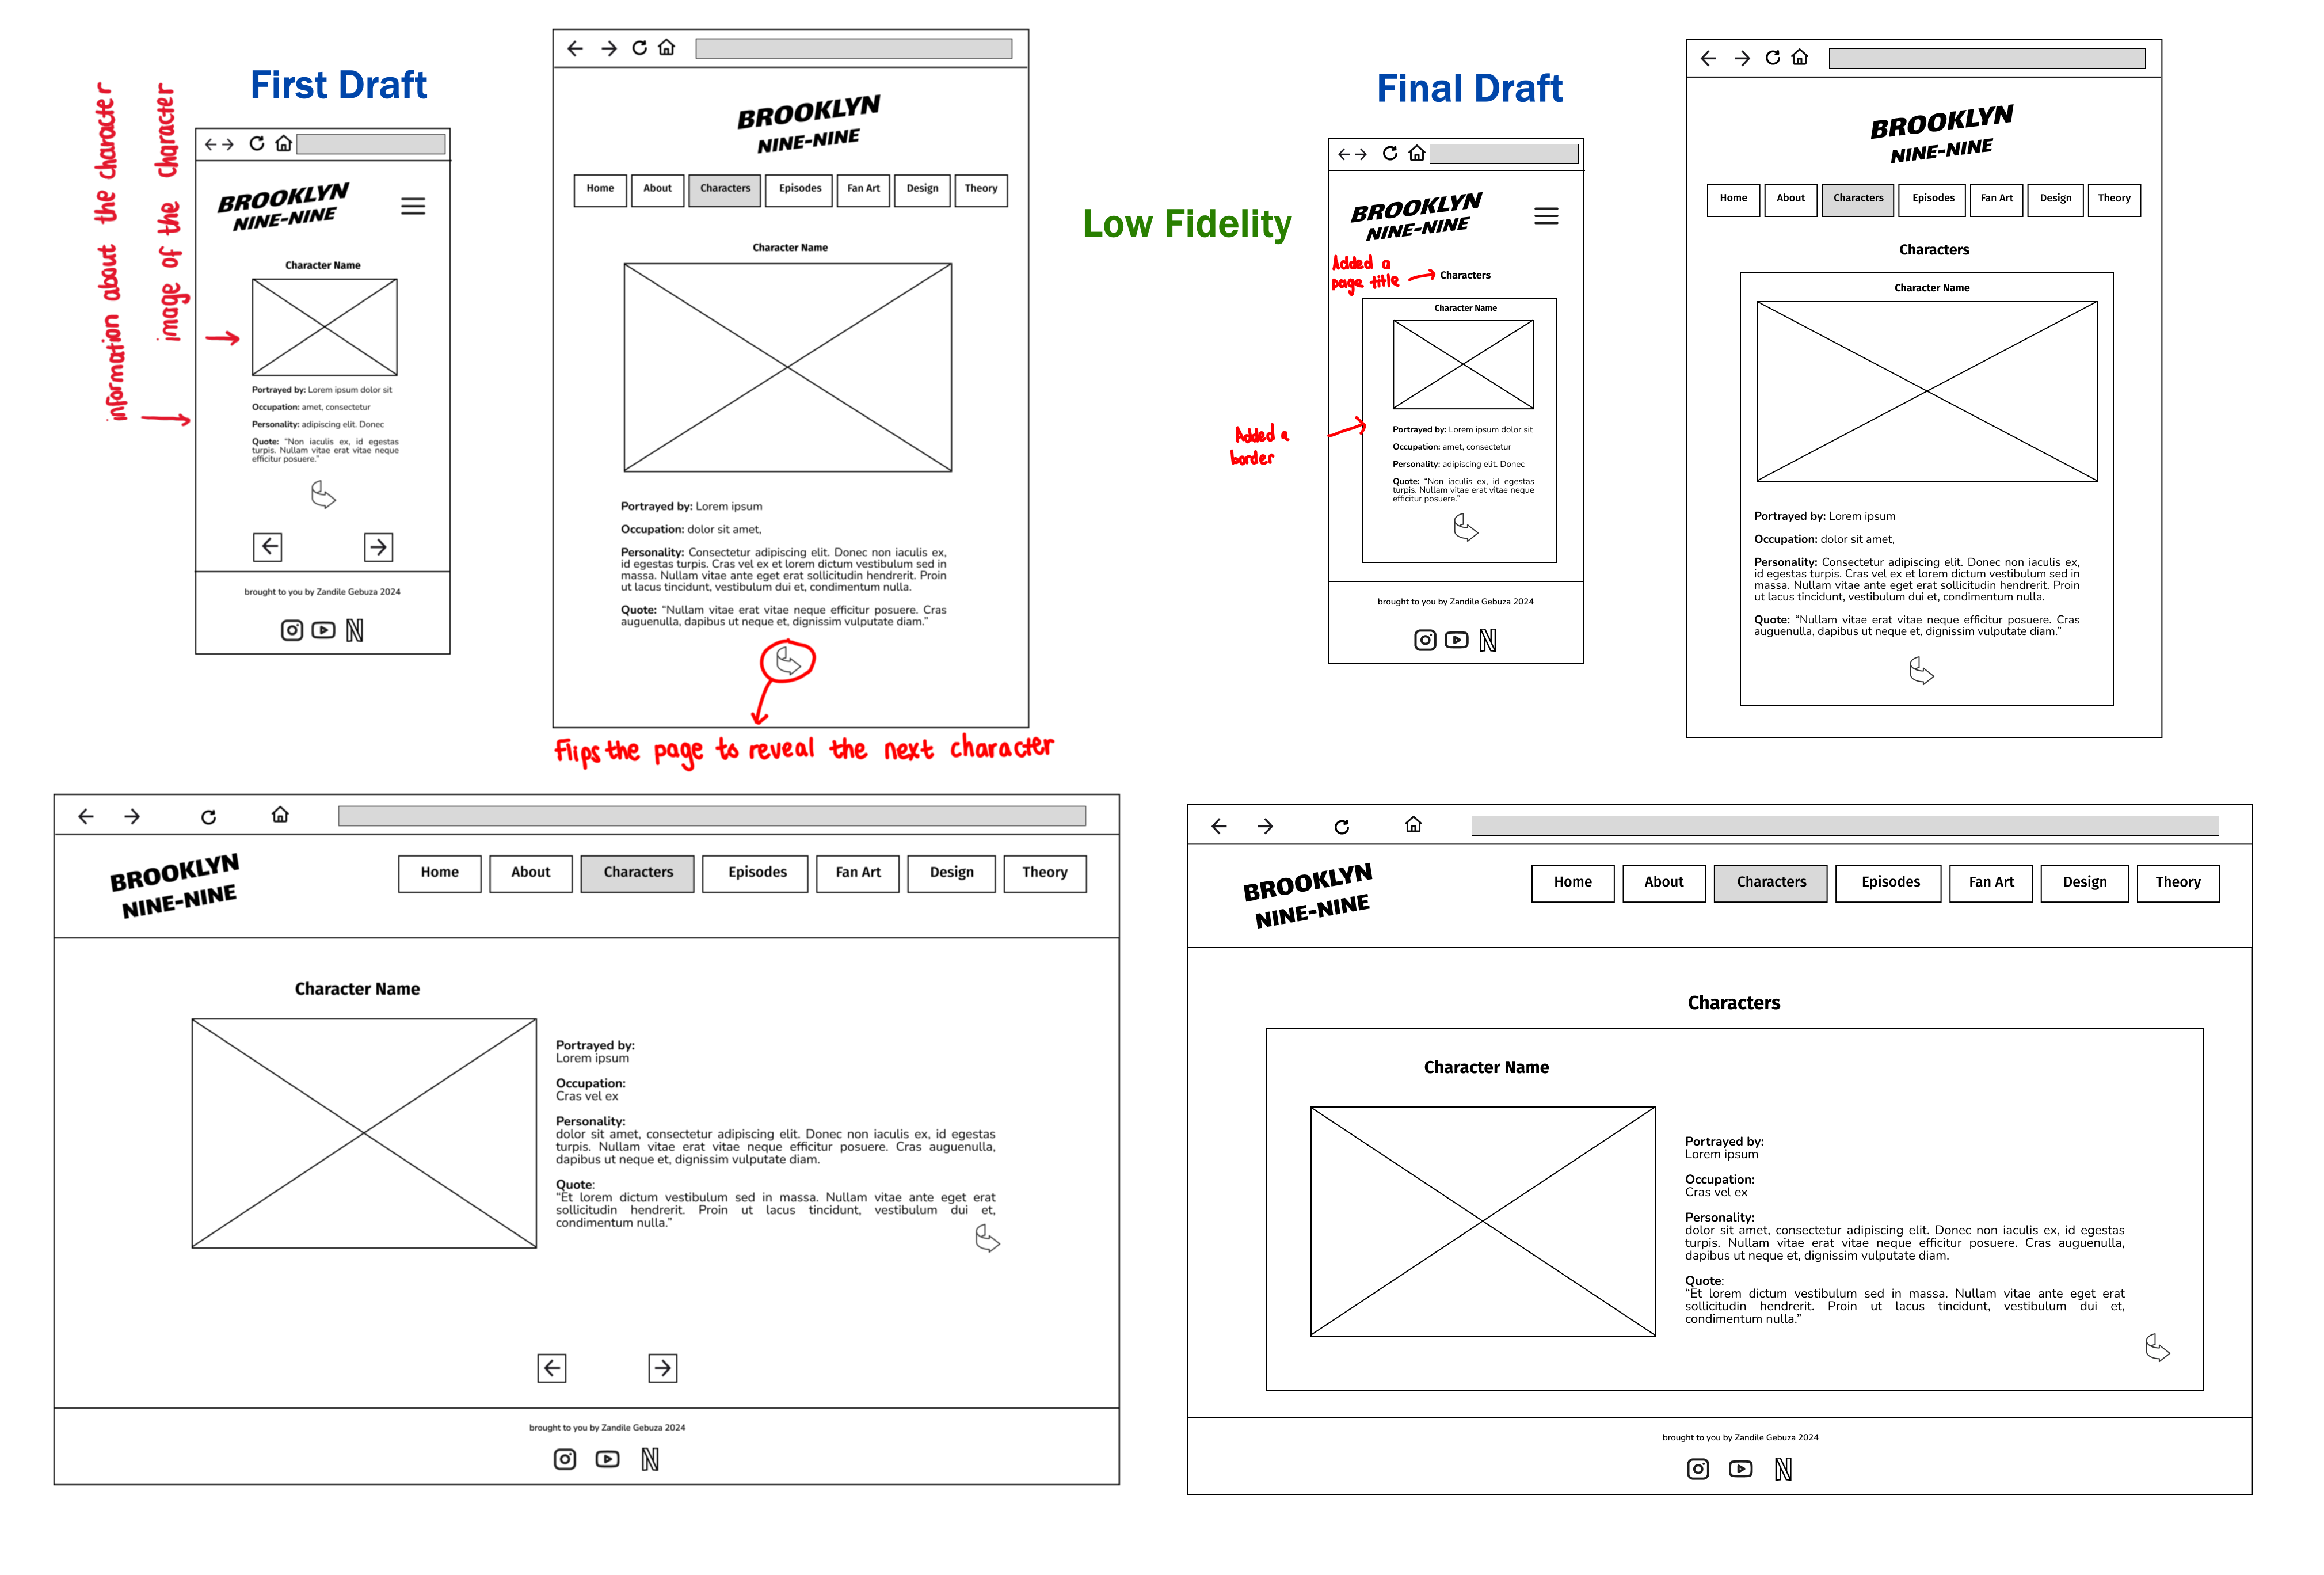 First Draft
information about the character
image of the character
BROOKLYN
NINE-NINE
Character Name
Portrayed by: Lorem ipsum dolor sit
Occupation: amet, consectetur
Personality: adipiscing elit. Donec
Quote: “Non iaculis ex, id egestas
turpis. Nullam vitae erat vitae neque
efficitur posuere.”
brought to you by Zandile Gebuza 2024
BROOKLYN
NINE-NINE
Home About Characters Episodes Fan Art Design Theory
Character Name
Portrayed by: Lorem ipsum
Occupation: dolor sit amet,
Personality: Consectetur adipiscing elit. Donec non iaculis ex,
id egestas turpis. Cras vel ex et lorem dictum vestibulum sed in
massa. Nullam vitae ante eget erat sollicitudin hendrerit. Proin
ut lacus tincidunt, vestibulum dui et, condimentum nulla.
Quote: “Nullam vitae erat vitae neque efficitur posuere. Cras
auguenulla, dapibus ut neque et, dignissim vulputate diam.”
Flips the page to reveal the next character
Low Fidelity
Final Draft
BROOKLYN
NINE-NINE
Added a
page title
Characters
Character Name
Added a
border
Portrayed by: Lorem ipsum dolor sit
Occupation: amet, consectetur
Personality: adipiscing elit. Donec
Quote: “Non iaculis ex, id egestas
turpis. Nullam vitae erat vitae neque
efficitur posuere.”
brought to you by Zandile Gebuza 2024
BROOKLYN
NINE-NINE
Home About Characters Episodes Fan Art Design Theory
Characters
Character Name
Portrayed by: Lorem ipsum
Occupation: dolor sit amet,
Personality: Consectetur adipiscing elit. Donec non iaculis ex,
id egestas turpis. Cras vel ex et lorem dictum vestibulum sed in
massa. Nullam vitae ante eget erat sollicitudin hendrerit. Proin
ut lacus tincidunt, vestibulum dui et, condimentum nulla.
Quote: “Nullam vitae erat vitae neque efficitur posuere. Cras
auguenulla, dapibus ut neque et, dignissim vulputate diam.”
BROOKLYN
NINE-NINE
Home About Characters Episodes Fan Art Design Theory
Character Name
Portrayed by:
Lorem ipsum
Occupation:
Cras vel ex
Personality:
dolor sit amet, consectetur adipiscing elit. Donec non iaculis ex, id egestas
turpis. Nullam vitae erat vitae neque efficitur posuere. Cras auguenulla,
dapibus ut neque et, dignissim vulputate diam.
Quote:
“Et lorem dictum vestibulum sed in massa. Nullam vitae ante eget erat
sollicitudin hendrerit. Proin ut lacus tincidunt, vestibulum dui et,
condimentum nulla.”
brought to you by Zandile Gebuza 2024
BROOKLYN
NINE-NINE
Home About Characters Episodes Fan Art Design Theory
Characters
Character Name
Portrayed by:
Lorem ipsum
Occupation:
Cras vel ex
Personality:
dolor sit amet, consectetur adipiscing elit. Donec non iaculis ex, id egestas
turpis. Nullam vitae erat vitae neque efficitur posuere. Cras auguenulla,
dapibus ut neque et, dignissim vulputate diam.
Quote:
“Et lorem dictum vestibulum sed in massa. Nullam vitae ante eget erat
sollicitudin hendrerit. Proin ut lacus tincidunt, vestibulum dui et,
condimentum nulla.”
brought to you by Zandile Gebuza 2024